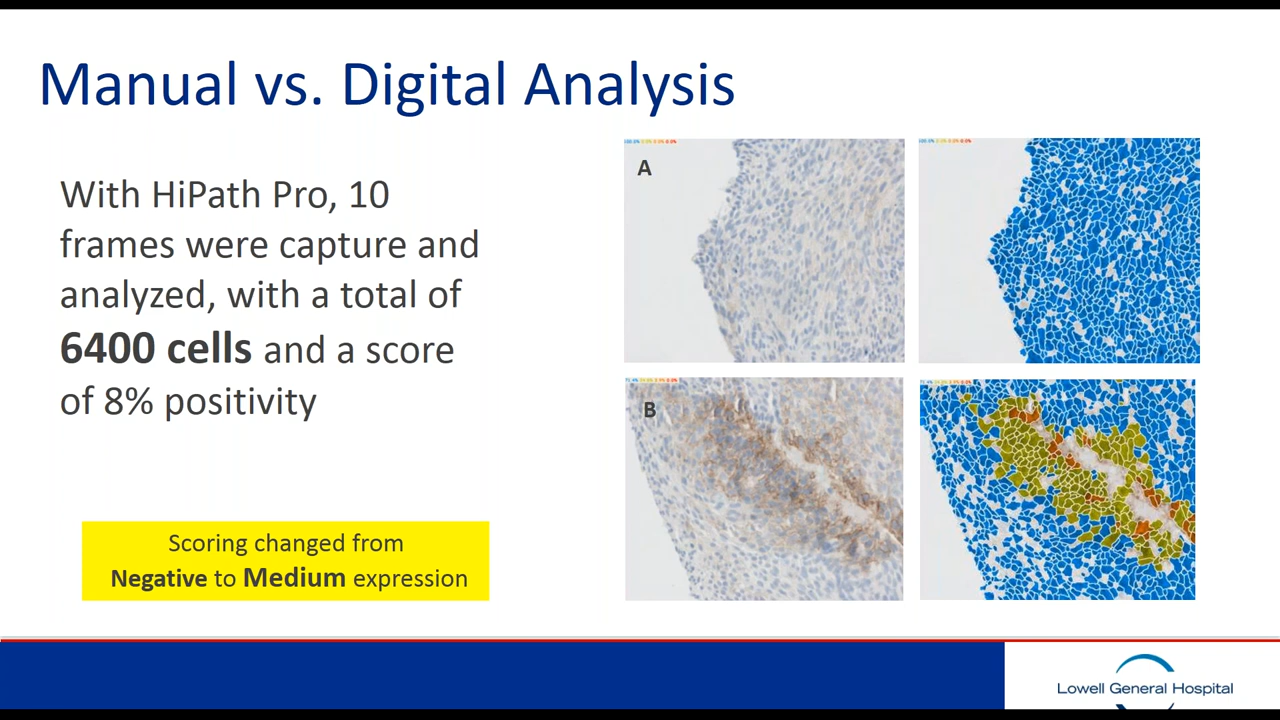 Manual vs. Digital Analysis
With HiPath Pro, 10
frames were capture and
analyzed, with a total of
6400 cells and a score
of 8% positivity
Scoring changed from
Negative to Medium expression
A
B
Lowell General Hospital